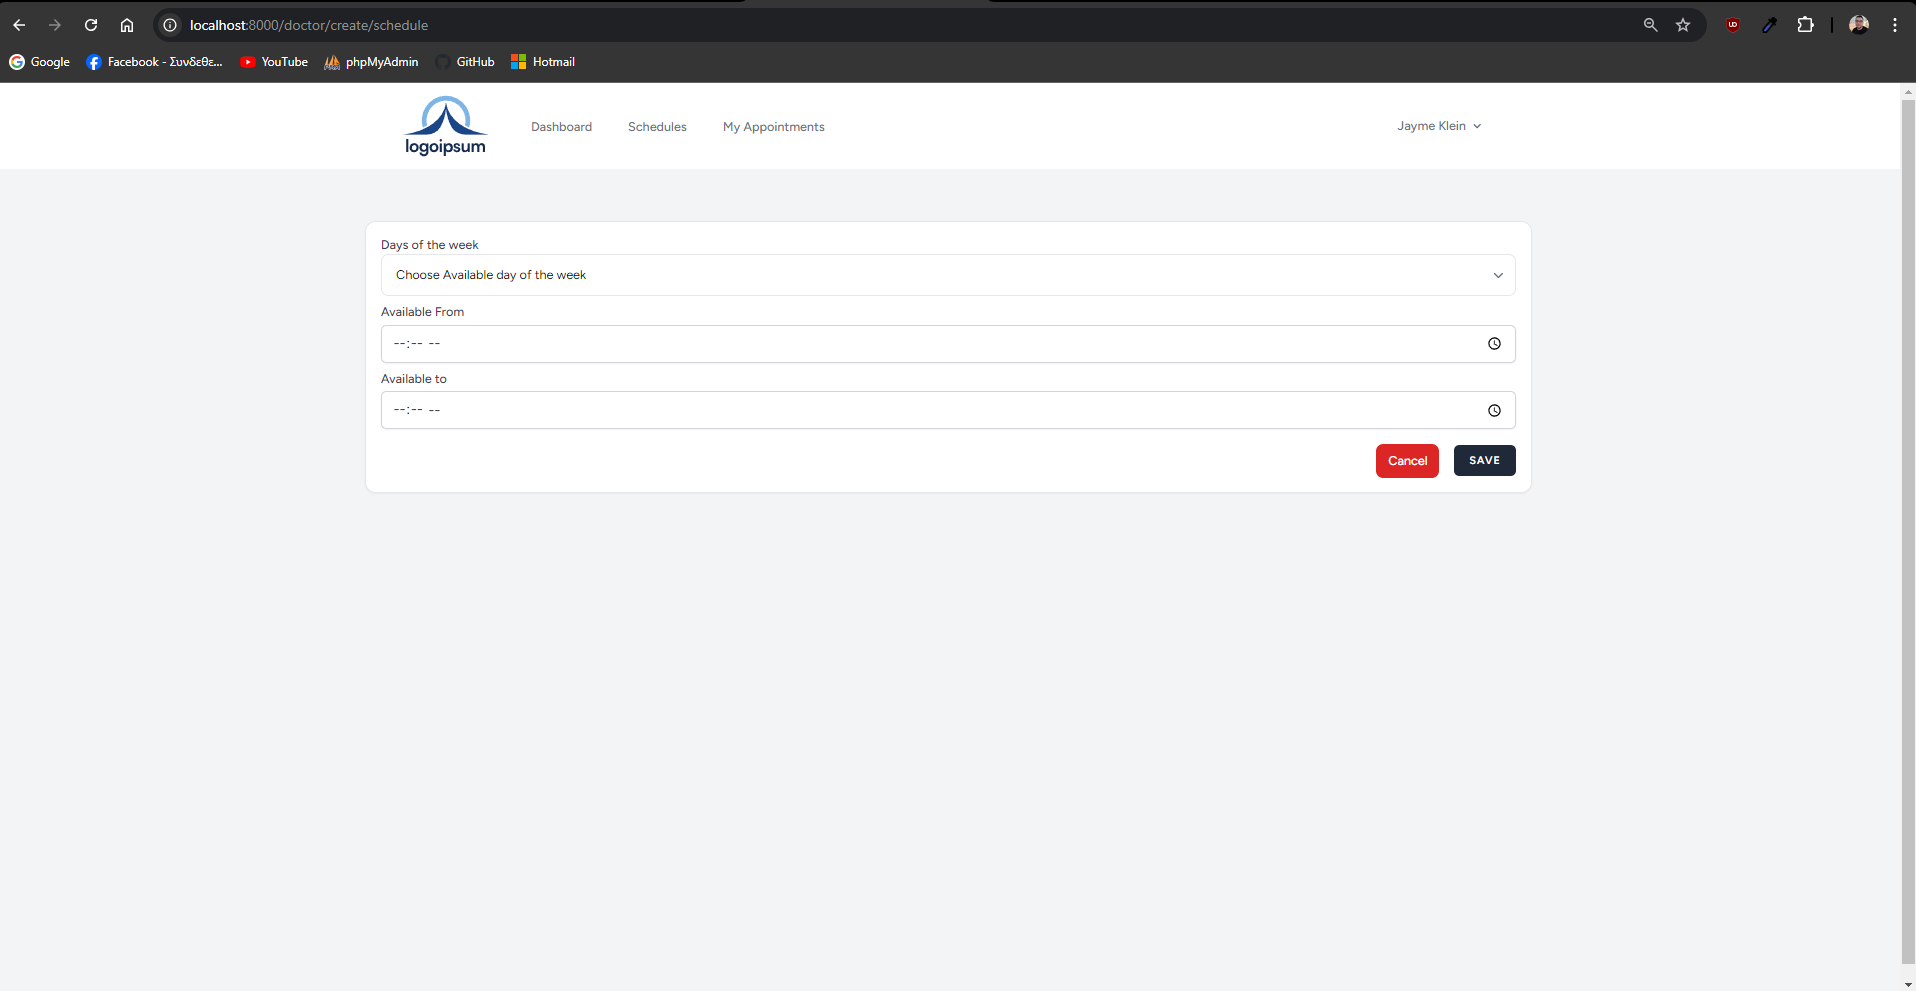 localhost:8000/doctor/create/schedule
Google Facebook - Συνδεθε... YouTube phpMyAdmin GitHub Hotmail
logoipsum
Dashboard Schedules My Appointments Jayme Klein
Days of the week
Choose Available day of the week
Available From
--:-- --
Available to
--:-- --
Cancel SAVE